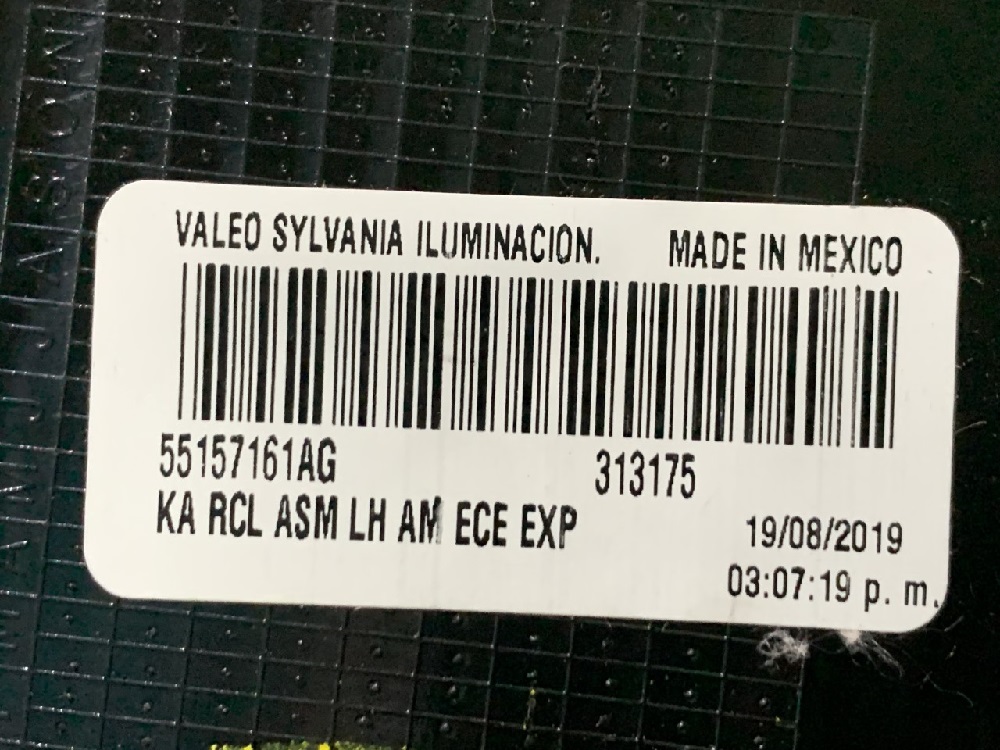 VALEO SYLVANIA ILUMINACION. MADE IN MEXICO
55157161AG 313175
KA RCL ASM LH AM ECE EXP
19/08/2019
03:07:19 p. m.